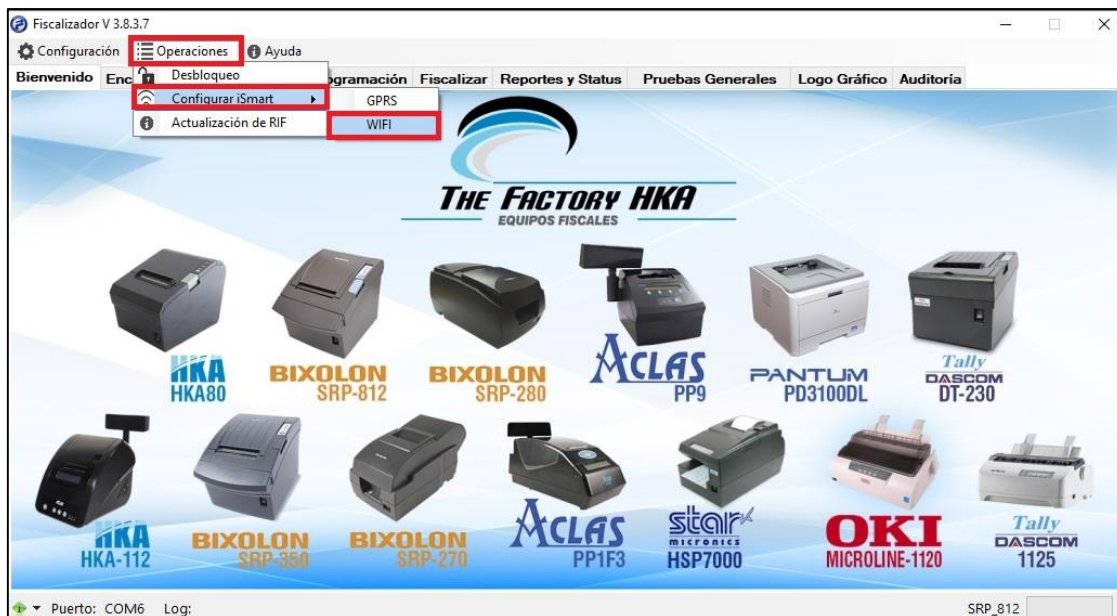 Fiscalizador V 3.8.3.7
Configuración Operaciones Ayuda
Bienvenido Enc Desbloqueo ogramación Fiscalizar Reportes y Status Pruebas Generales Logo Gráfico Auditoría
Configurar iSmart GPRS
Actualización de RIF WIFI
THE FACTORY HKA
EQUIPOS FISCALES
HKA
HKA80
BIXOLON
SRP-812
BIXOLON
SRP-280
ACLAS
PP9
PANTUM
PD3100DL
Tally
DASCOM
DT-230
HKA
HKA-112
BIXOLON
SRP-350
BIXOLON
SRP-270
ACLAS
PP1F3
star
micronics
HSP7000
OKI
MICROLINE-1120
Tally
DASCOM
1125
Puerto: COM6 Log: SRP_812